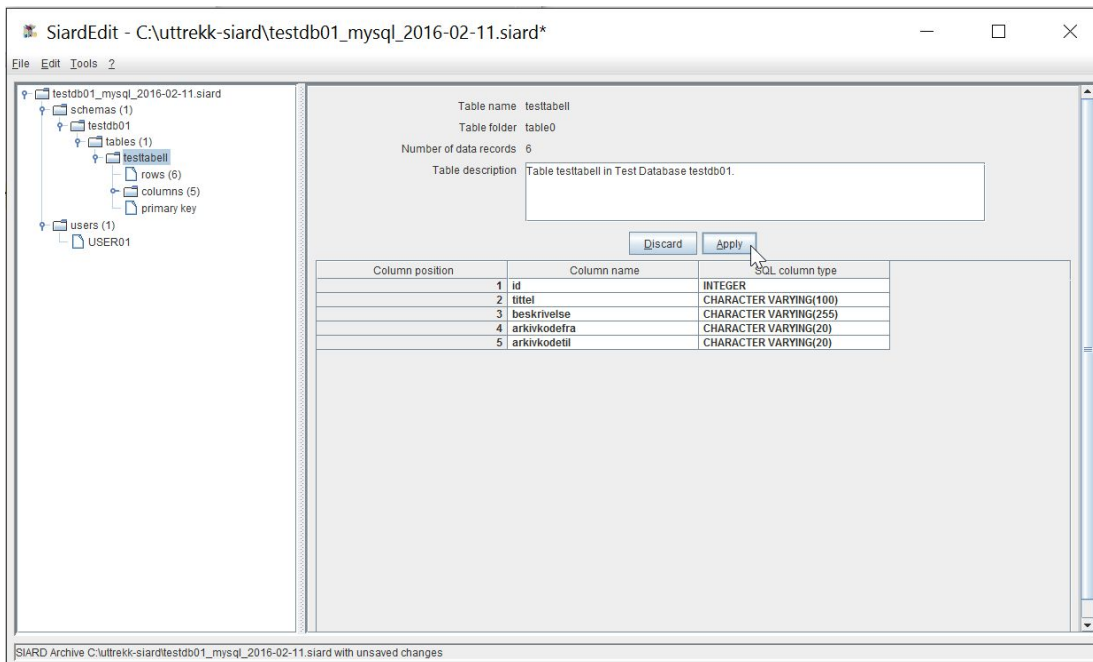 SiardEdit - C:\uttrekk-siard\testdb01_mysql_2016-02-11.siard*
File Edit Tools ?
testdb01_mysql_2016-02-11.siard
schemas (1)
testdb01
tables (1)
testtabell
rows (6)
columns (5)
primary key
users (1)
USER01
Table name testtabell
Table folder table0
Number of data records 6
Table description Table testtabell in Test Database testdb01.
Discard Apply
Column position Column name SQL column type
1 id INTEGER
2 tittel CHARACTER VARYING(100)
3 beskrivelse CHARACTER VARYING(255)
4 arkivkodefra CHARACTER VARYING(20)
5 arkivkodetil CHARACTER VARYING(20)
SIARD Archive C:\uttrekk-siard\testdb01_mysql_2016-02-11.siard with unsaved changes